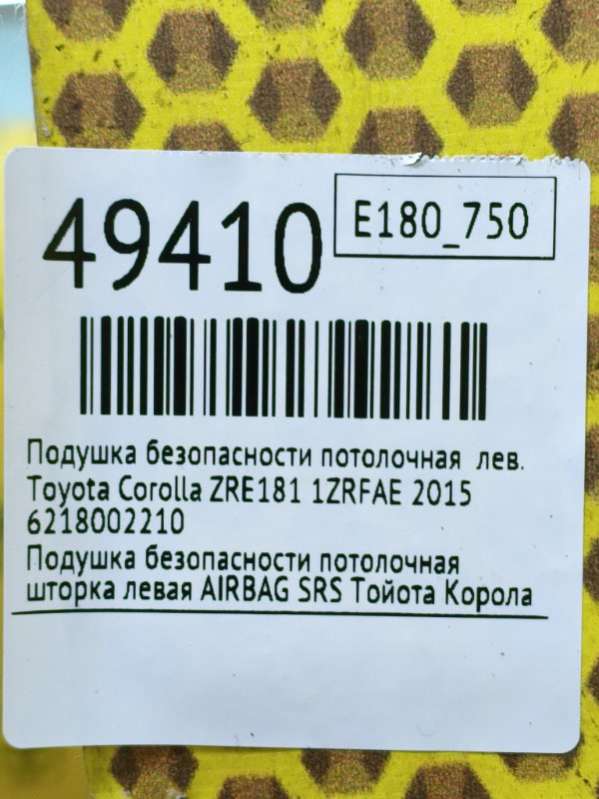 49410
E180_750
Подушка безопасности потолочная лев.
Toyota Corolla ZRE181 1ZRFAE 2015
6218002210
Подушка безопасности потолочная
шторка левая AIRBAG SRS Тойота Корола